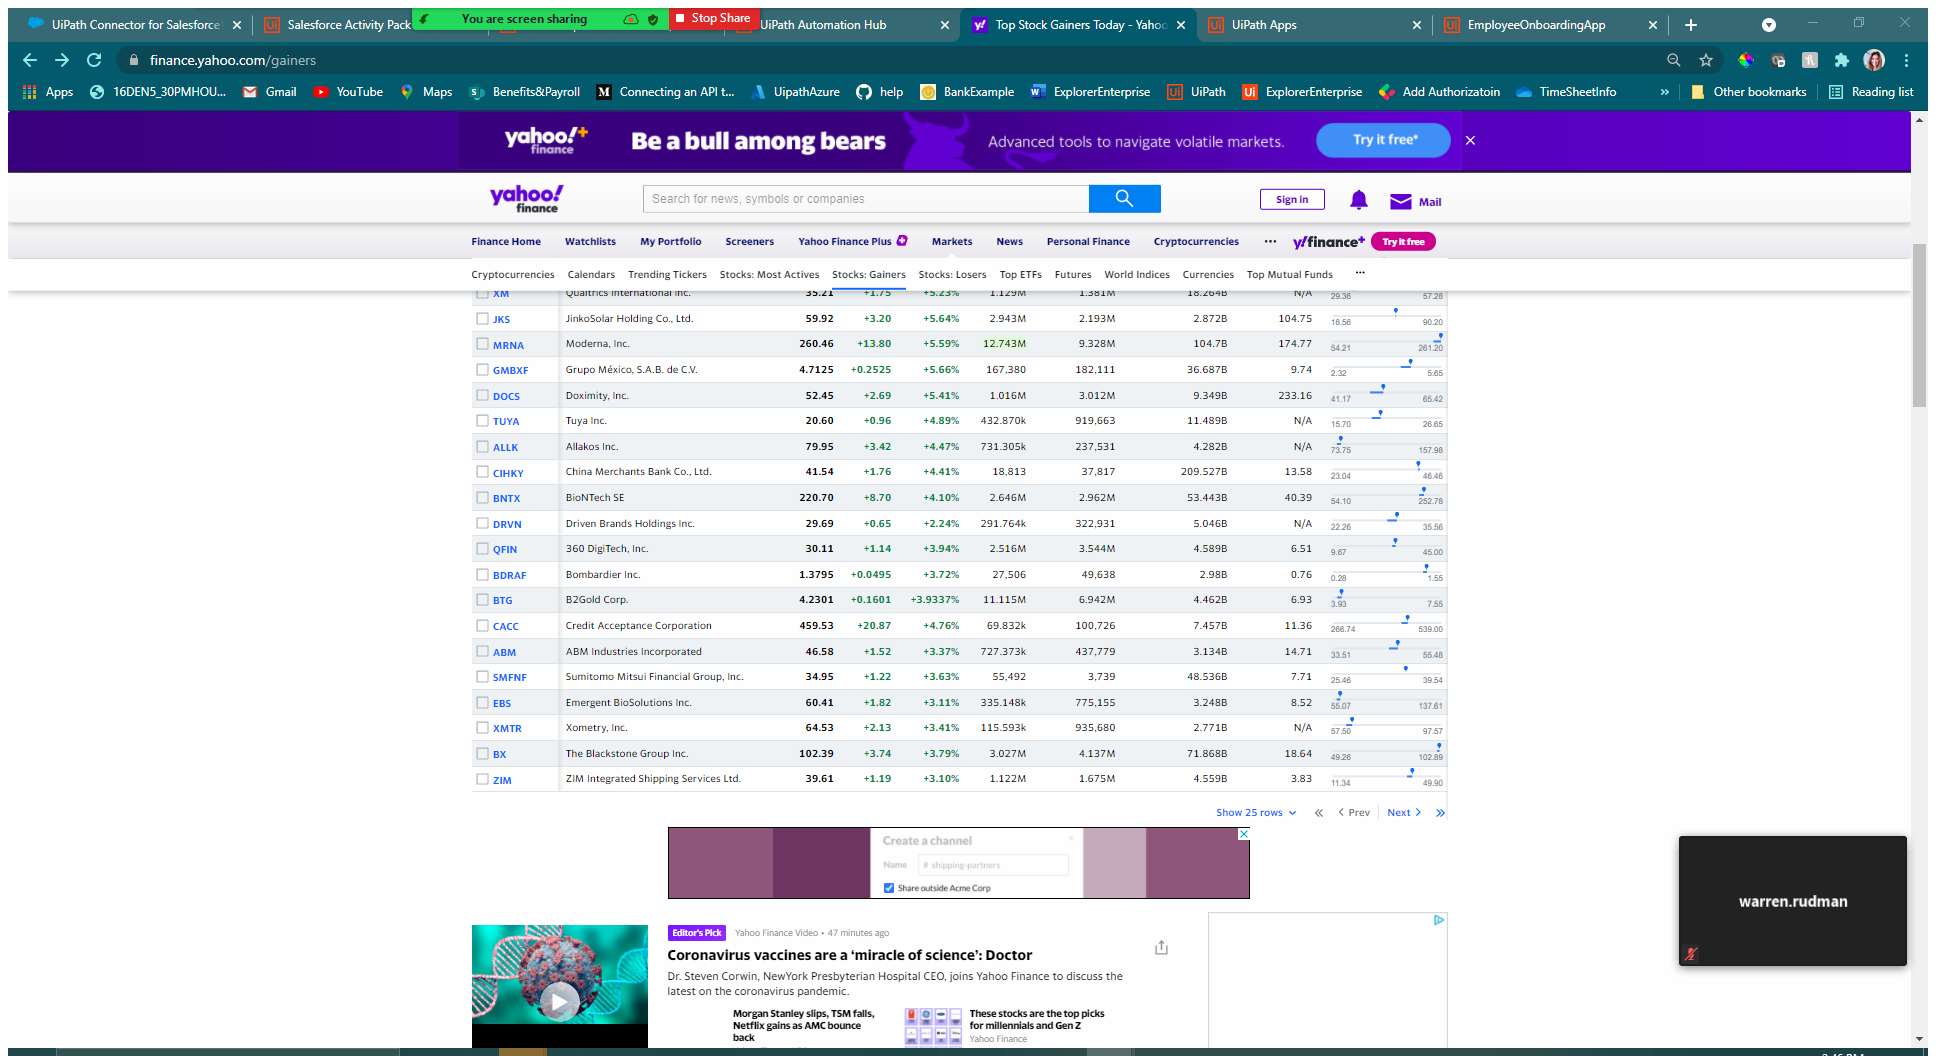 UiPath Connector for Salesforce
Salesforce Activity Pack
You are screen sharing
Stop Share
UiPath Automation Hub
Top Stock Gainers Today - Yahoo
UiPath Apps
EmployeeOnboardingApp
finance.yahoo.com/gainers
Apps 16DEN5_30PMHOU... Gmail YouTube Maps Benefits&Payroll Connecting an API t... UipathAzure help BankExample ExplorerEnterprise UiPath ExplorerEnterprise Add Authorizatoin TimeSheetInfo » Other bookmarks Reading list
yahoo!+ finance Be a bull among bears Advanced tools to navigate volatile markets. Try it free*
yahoo! finance Search for news, symbols or companies Sign in Mail
Finance Home Watchlists My Portfolio Screeners Yahoo Finance Plus Markets News Personal Finance Cryptocurrencies ··· y!finance+ Try it free
Cryptocurrencies Calendars Trending Tickers Stocks: Most Actives Stocks: Gainers Stocks: Losers Top ETFs Futures World Indices Currencies Top Mutual Funds ···
XM Qualtrics International Inc. 35.21 +1.75 +5.23% 1.129M 1.381M 18.264B N/A 29.36 57.28
JKS JinkoSolar Holding Co., Ltd. 59.92 +3.20 +5.64% 2.943M 2.193M 2.872B 104.75 18.56 90.20
MRNA Moderna, Inc. 260.46 +13.80 +5.59% 12.743M 9.328M 104.7B 174.77 54.21 261.20
GMBXF Grupo México, S.A.B. de C.V. 4.7125 +0.2525 +5.66% 167,380 182,111 36.687B 9.74 2.32 5.65
DOCS Doximity, Inc. 52.45 +2.69 +5.41% 1.016M 3.012M 9.349B 233.16 41.17 65.42
TUYA Tuya Inc. 20.60 +0.96 +4.89% 432.870k 919,663 11.489B N/A 15.70 26.65
ALLK Allakos Inc. 79.95 +3.42 +4.47% 731.305k 237,531 4.282B N/A 73.75 157.98
CIHKY China Merchants Bank Co., Ltd. 41.54 +1.76 +4.41% 18,813 37,817 209.527B 13.58 23.04 46.46
BNTX BioNTech SE 220.70 +8.70 +4.10% 2.646M 2.962M 53.443B 40.39 54.10 252.78
DRVN Driven Brands Holdings Inc. 29.69 +0.65 +2.24% 291.764k 322,931 5.046B N/A 22.26 35.56
QFIN 360 DigiTech, Inc. 30.11 +1.14 +3.94% 2.516M 3.544M 4.589B 6.51 9.67 45.00
BDRAF Bombardier Inc. 1.3795 +0.0495 +3.72% 27,506 49,638 2.98B 0.76 0.28 1.55
BTG B2Gold Corp. 4.2301 +0.1601 +3.9337% 11.115M 6.942M 4.462B 6.93 3.93 7.55
CACC Credit Acceptance Corporation 459.53 +20.87 +4.76% 69.832k 100,726 7.457B 11.36 266.74 539.00
ABM ABM Industries Incorporated 46.58 +1.52 +3.37% 727.373k 437,779 3.134B 14.71 33.51 55.48
SMFNF Sumitomo Mitsui Financial Group, Inc. 34.95 +1.22 +3.63% 55,492 3,739 48.536B 7.71 25.46 39.54
EBS Emergent BioSolutions Inc. 60.41 +1.82 +3.11% 335.148k 775,155 3.248B 8.52 55.07 137.61
XMTR Xometry, Inc. 64.53 +2.13 +3.41% 115.593k 935,680 2.771B N/A 57.50 97.57
BX The Blackstone Group Inc. 102.39 +3.74 +3.79% 3.027M 4.137M 71.868B 18.64 49.26 102.89
ZIM ZIM Integrated Shipping Services Ltd. 39.61 +1.19 +3.10% 1.122M 1.675M 4.559B 3.83 11.34 49.90
Show 25 rows Prev Next
Create a channel
Name # shipping-partners
Share outside Acme Corp
warren.rudman
Editor's Pick Yahoo Finance Video • 47 minutes ago
Coronavirus vaccines are a ‘miracle of science’: Doctor
Dr. Steven Corwin, NewYork Presbyterian Hospital CEO, joins Yahoo Finance to discuss the
latest on the coronavirus pandemic.
Morgan Stanley slips, TSM falls,
Netflix gains as AMC bounce
back
These stocks are the top picks
for millennials and Gen Z
Yahoo Finance